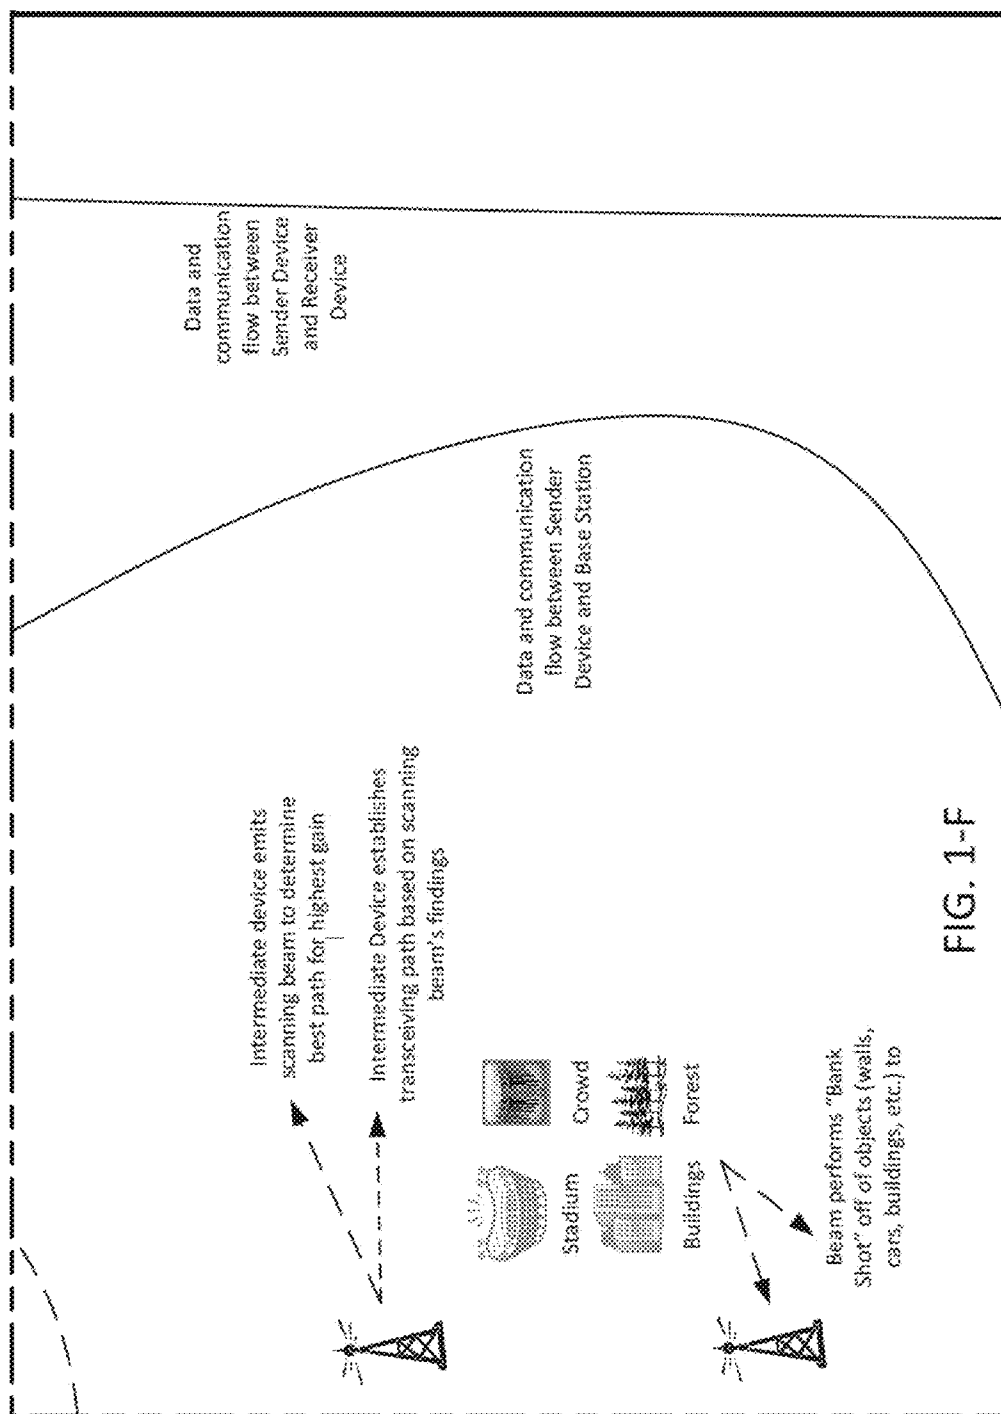 Data and
communication
flow between
Sender Device
and Receiver
Device
Data and communication
flow between Sender
Device and Base Station
Intermediate device emits
scanning beam to determine
best path for highest gain
Intermediate Device establishes
transceiving path based on scanning
beam's findings
Stadium
Crowd
Buildings
Forest
Beam performs "Bank
Shot" off of objects (walls,
cars, buildings, etc.) to
FIG. 1-F